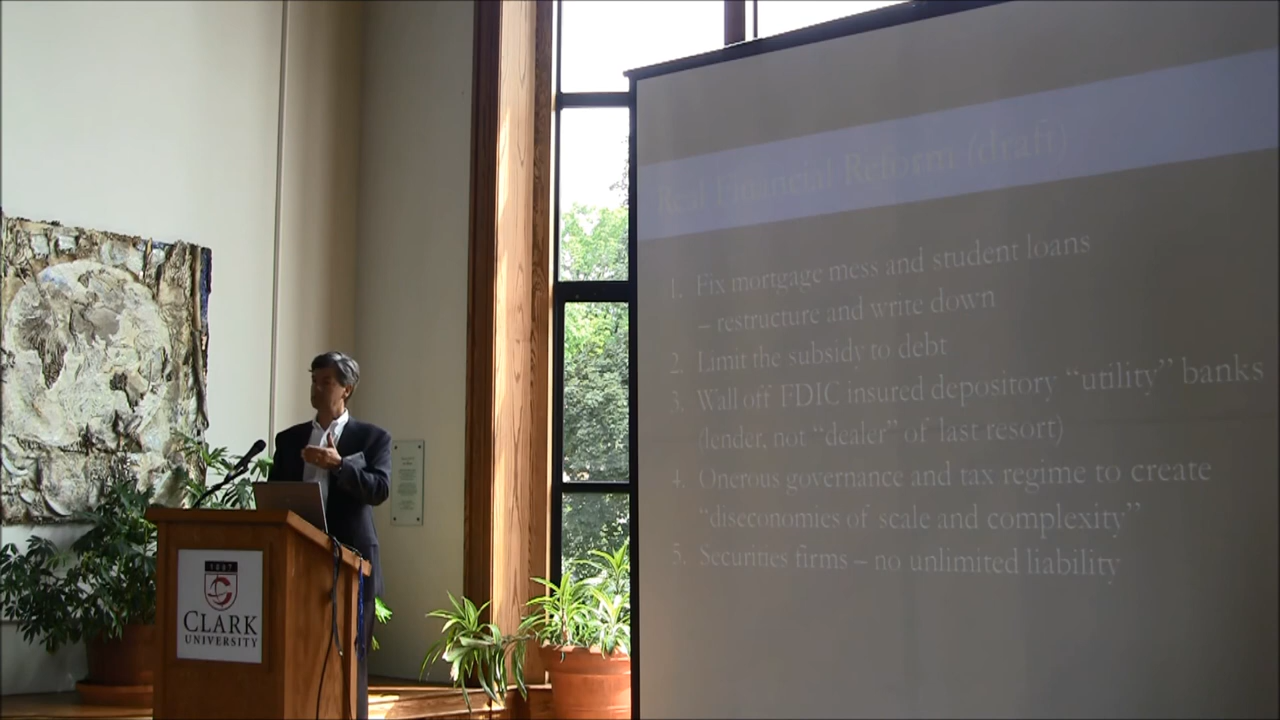 Real Financial Reform (draft)
1. Fix mortgage mess and student loans
– restructure and write down
2. Limit the subsidy to debt
3. Wall off FDIC insured depository “utility” banks
(lender, not “dealer” of last resort)
4. Onerous governance and tax regime to create
“diseconomies of scale and complexity”
5. Securities firms – no unlimited liability
1887
CLARK
UNIVERSITY